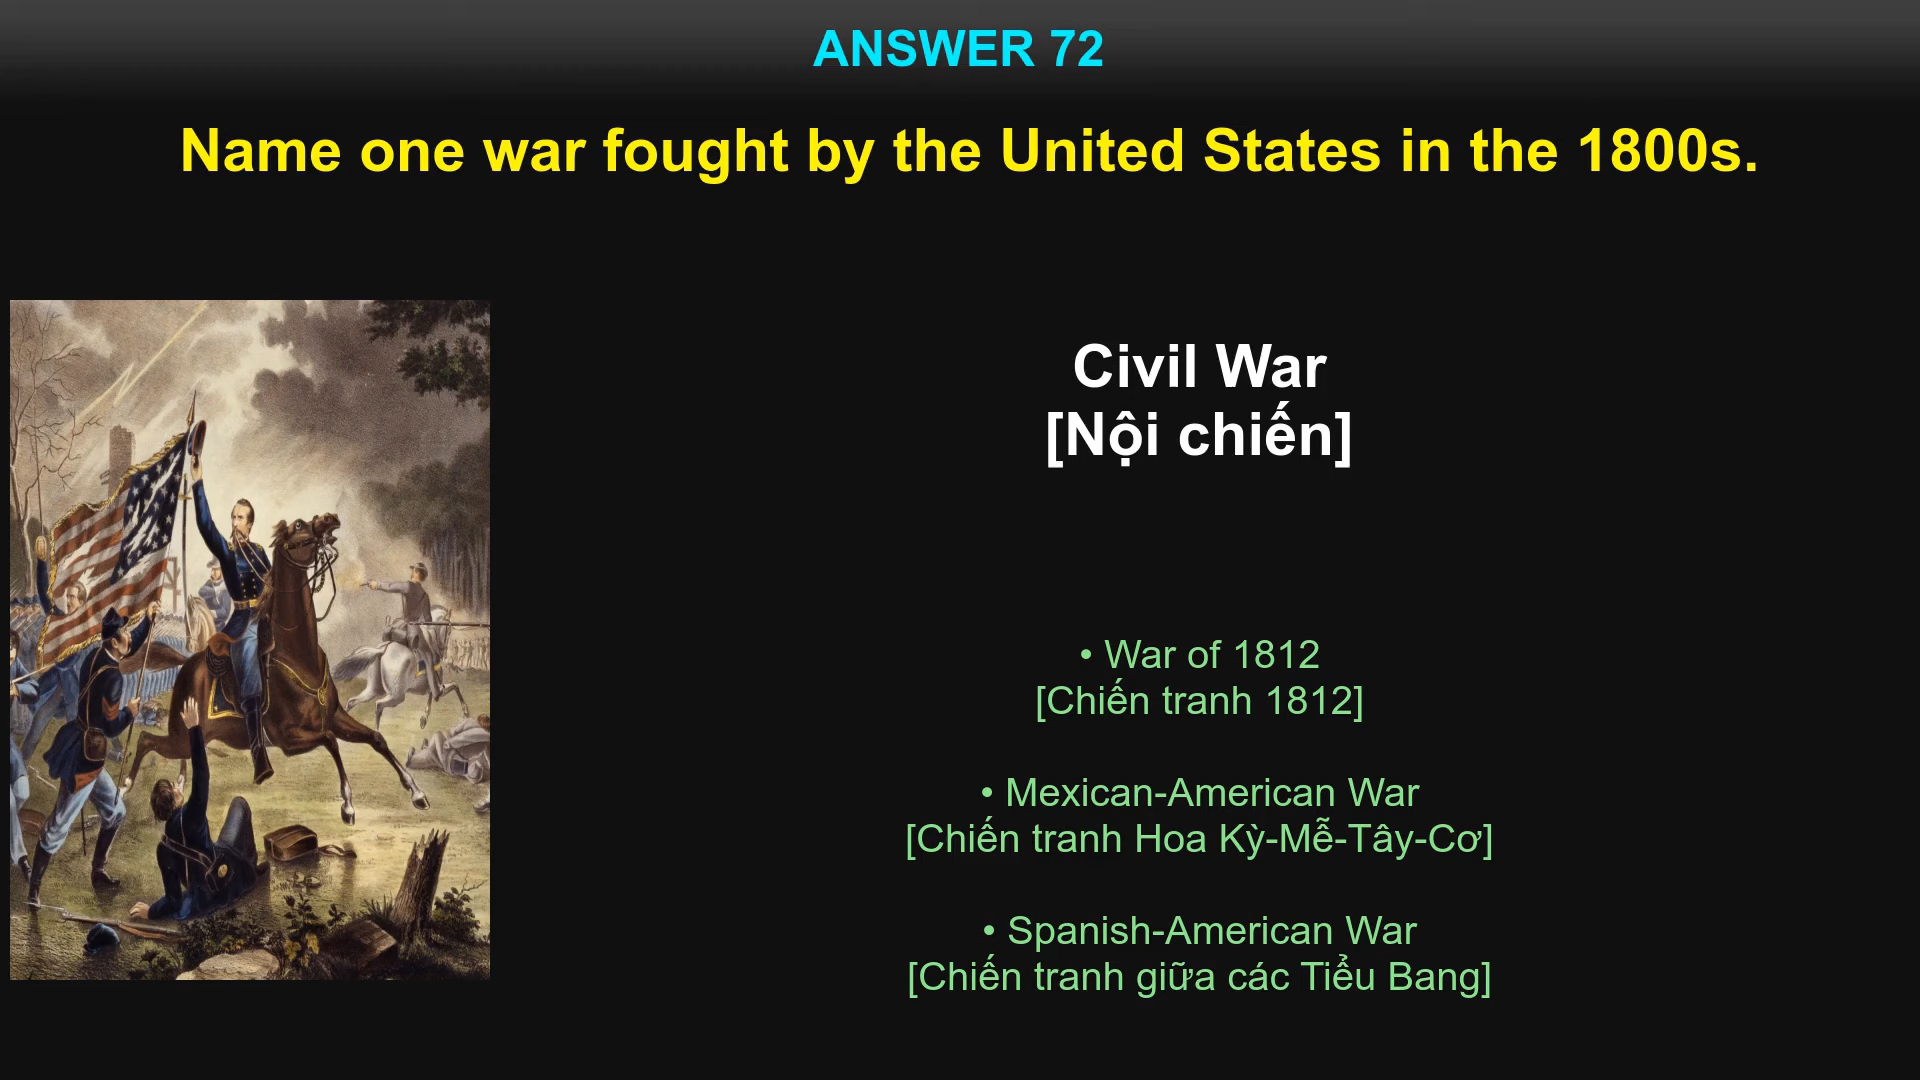 ANSWER 72
Name one war fought by the United States in the 1800s.
Civil War
[Nội chiến]
• War of 1812
[Chiến tranh 1812]
• Mexican-American War
[Chiến tranh Hoa Kỳ-Mễ-Tây-Cơ]
• Spanish-American War
[Chiến tranh giữa các Tiểu Bang]